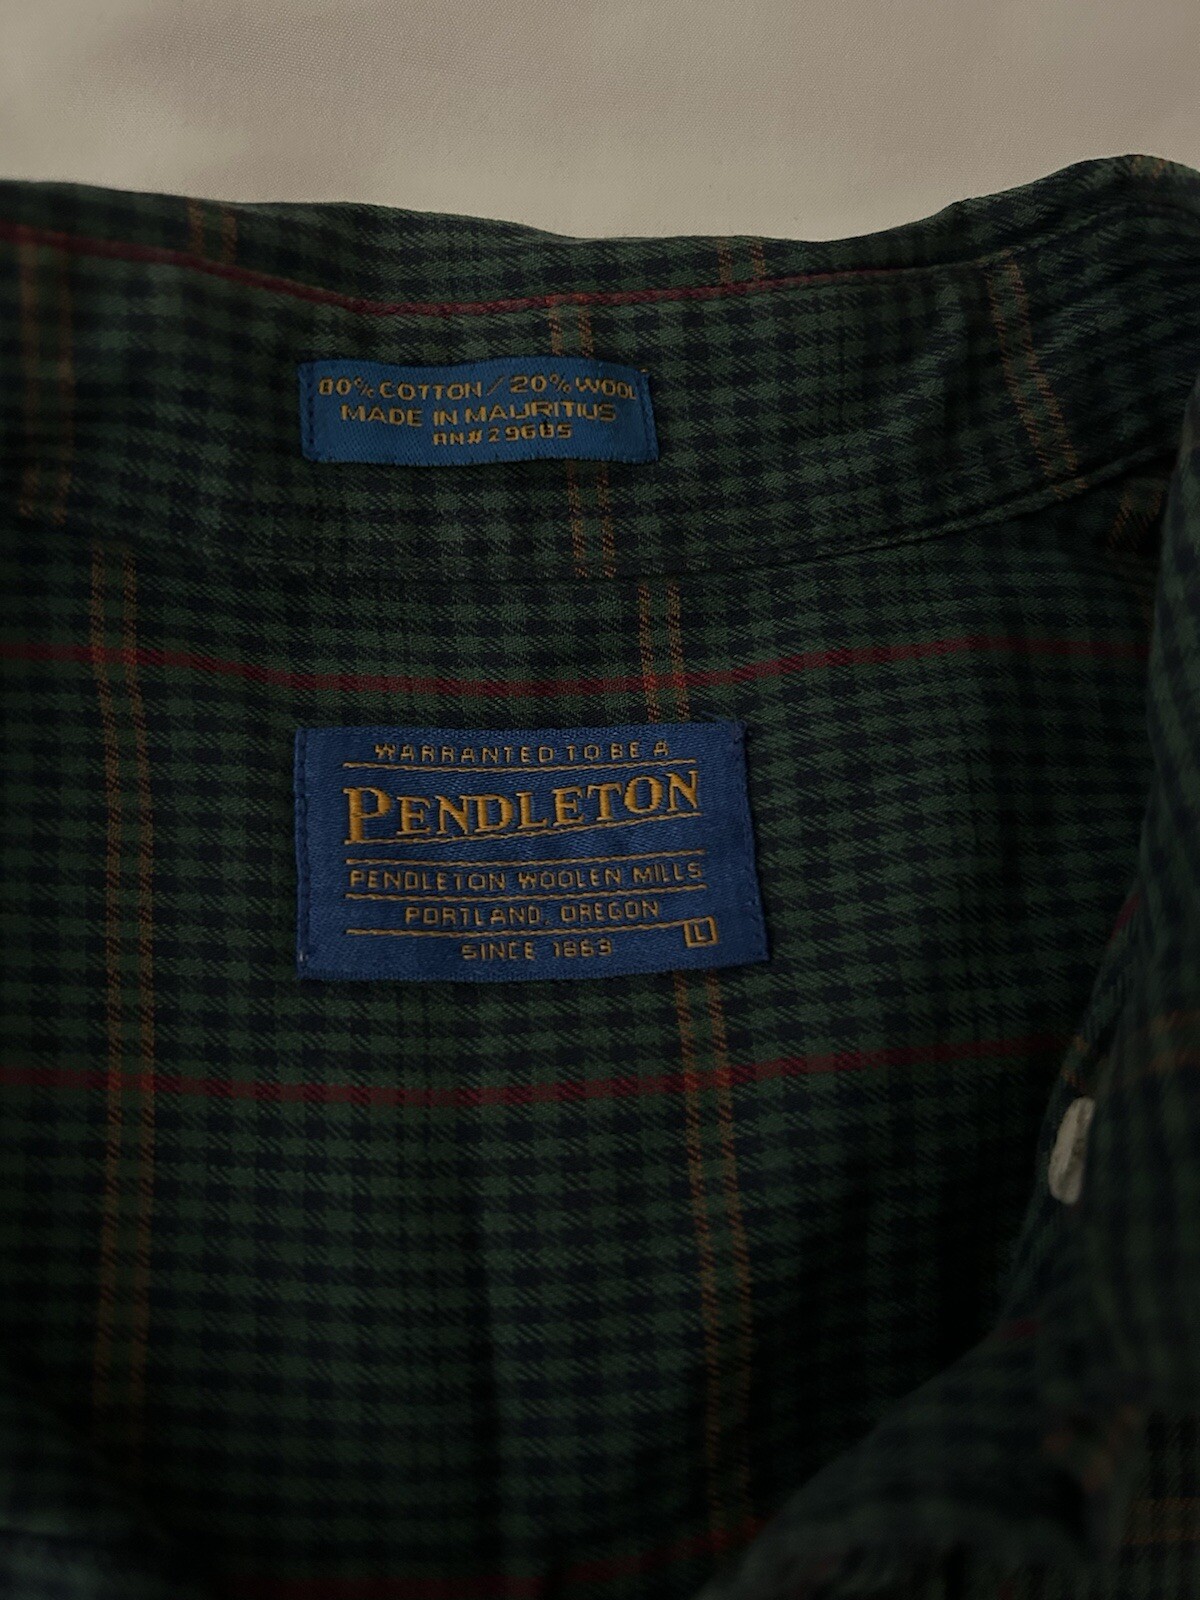 80% COTTON / 20% WOOL
MADE IN MAURITIUS
RN# 29685
WARRANTED TO BE A
PENDLETON
PENDLETON WOOLEN MILLS
PORTLAND, OREGON
SINCE 1863
L